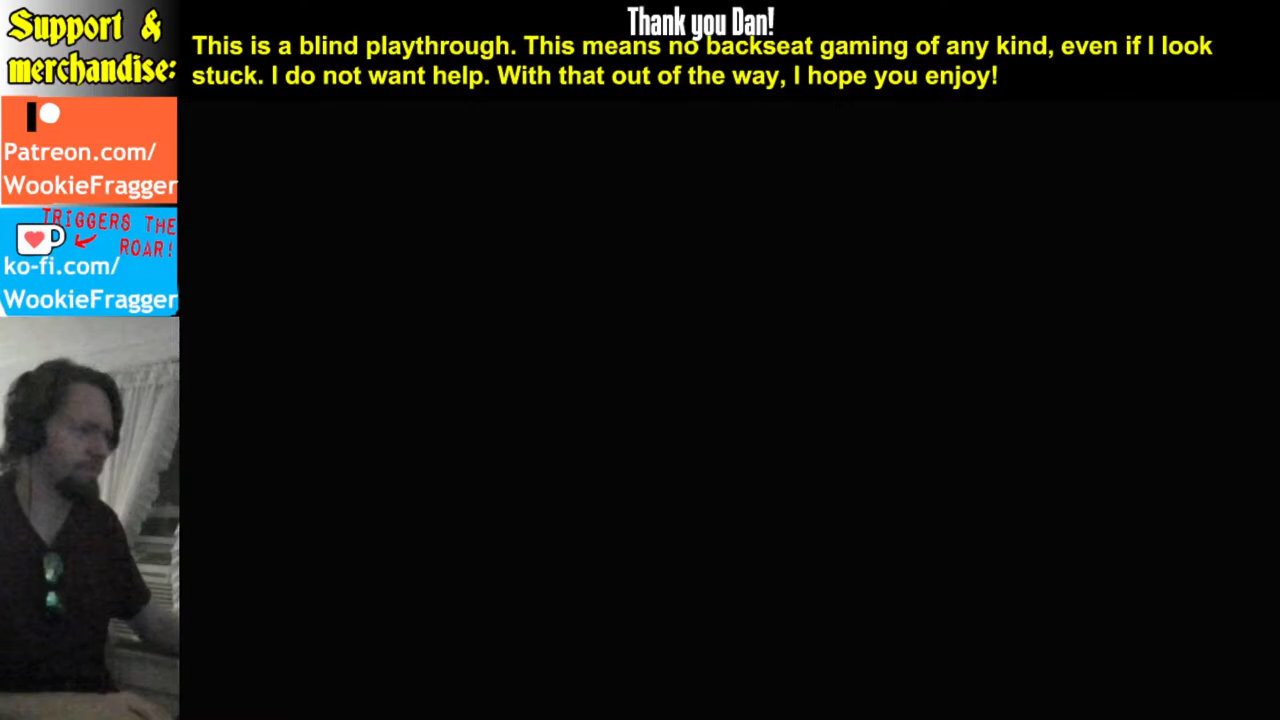 Support &
merchandise:
Thank you Dan!
This is a blind playthrough. This means no backseat gaming of any kind, even if I look
stuck. I do not want help. With that out of the way, I hope you enjoy!
Patreon.com/
WookieFragger
TRIGGERS THE
ROAR!
ko-fi.com/
WookieFragger